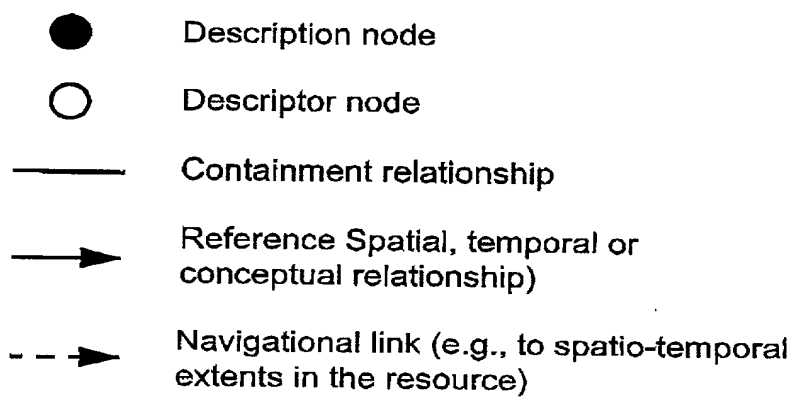 Description node
Descriptor node
Containment relationship
Reference Spatial, temporal or
conceptual relationship)
Navigational link (e.g., to spatio-temporal
extents in the resource)